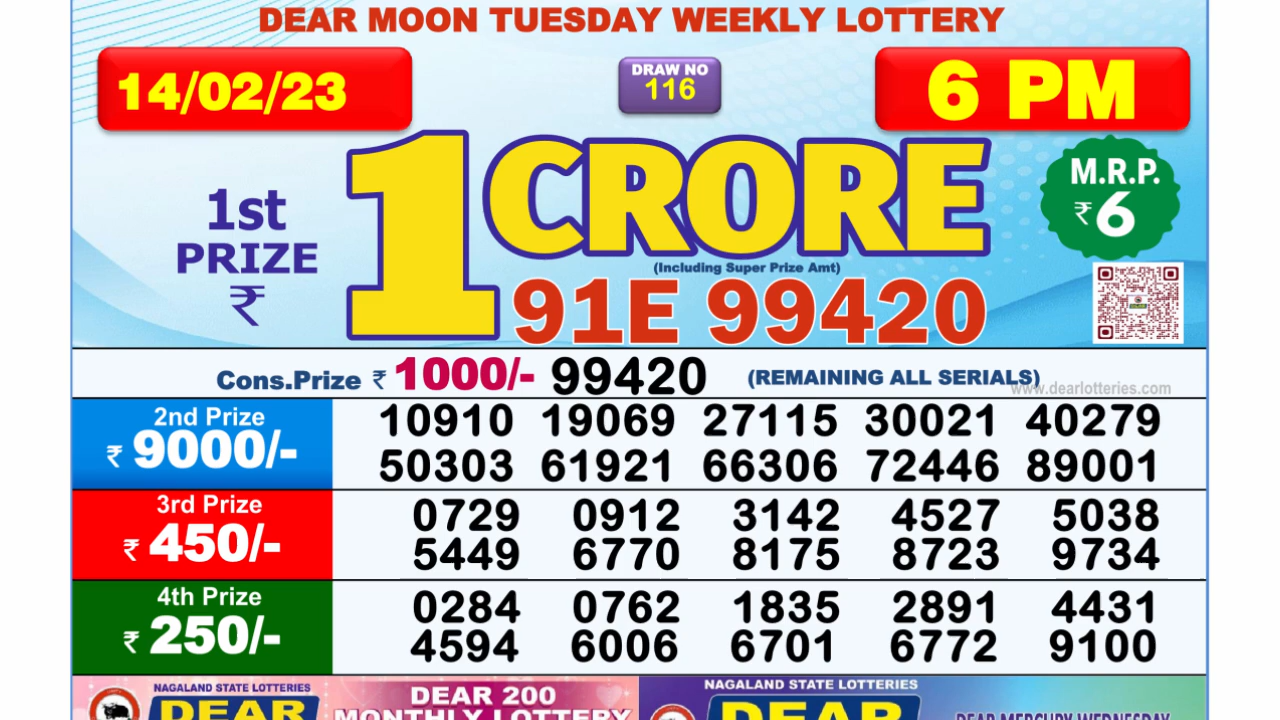 DEAR MOON TUESDAY WEEKLY LOTTERY
14/02/23
DRAW NO
116
6 PM
1st
PRIZE
₹
1 CRORE
(Including Super Prize Amt)
91E 99420
M.R.P.
₹6
Cons.Prize ₹ 1000/- 99420 (REMAINING ALL SERIALS)
www.dearlotteries.com
2nd Prize
₹ 9000/-
10910 19069 27115 30021 40279
50303 61921 66306 72446 89001
3rd Prize
₹ 450/-
0729 0912 3142 4527 5038
5449 6770 8175 8723 9734
4th Prize
₹ 250/-
0284 0762 1835 2891 4431
4594 6006 6701 6772 9100
NAGALAND STATE LOTTERIES
DEAR
DEAR 200
MONTHLY LOTTERY
NAGALAND STATE LOTTERIES
DEAR
DEAR MERCURY WEDNESDAY